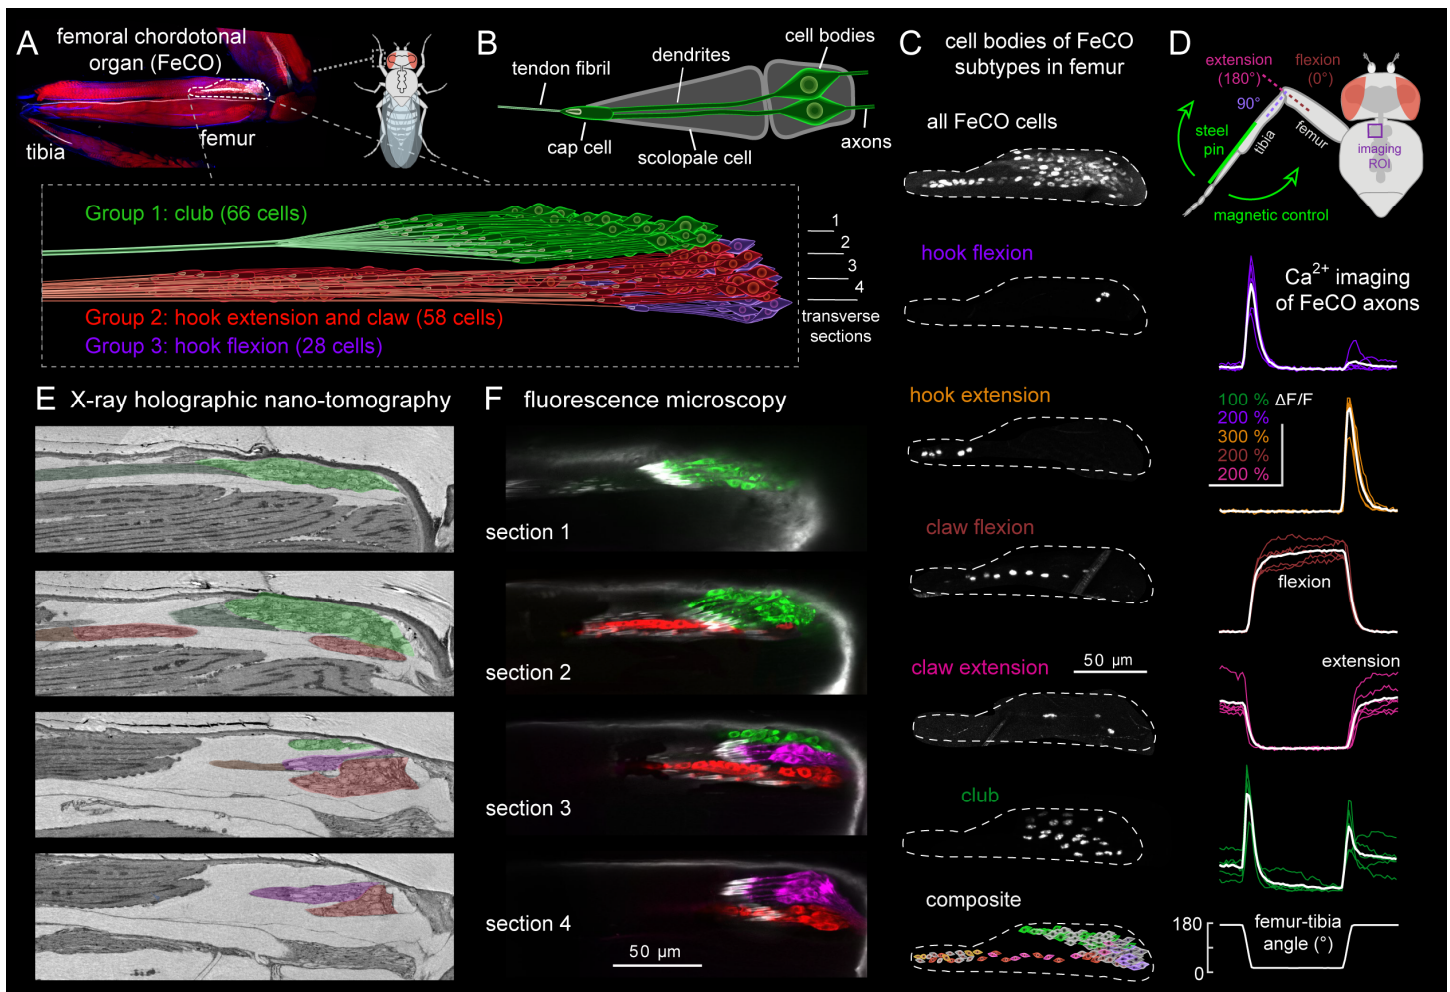 A
femoral chordotonal
organ (FeCO)
femur
tibia
B
cell bodies
dendrites
tendon fibril
cap cell
scolopale cell
axons
Group 1: club (66 cells)
Group 2: hook extension and claw (58 cells)
Group 3: hook flexion (28 cells)
1
2
3
4
transverse
sections
C
cell bodies of FeCO
subtypes in femur
all FeCO cells
hook flexion
hook extension
claw flexion
claw extension
50 µm
club
composite
D
extension
(180°)
flexion
(0°)
90°
steel
pin
tibia
femur
imaging
ROI
magnetic control
Ca2+ imaging
of FeCO axons
100 % ΔF/F
200 %
300 %
200 %
200 %
flexion
extension
180
0
femur-tibia
angle (°)
E
X-ray holographic nano-tomography
F
fluorescence microscopy
section 1
section 2
section 3
section 4
50 µm